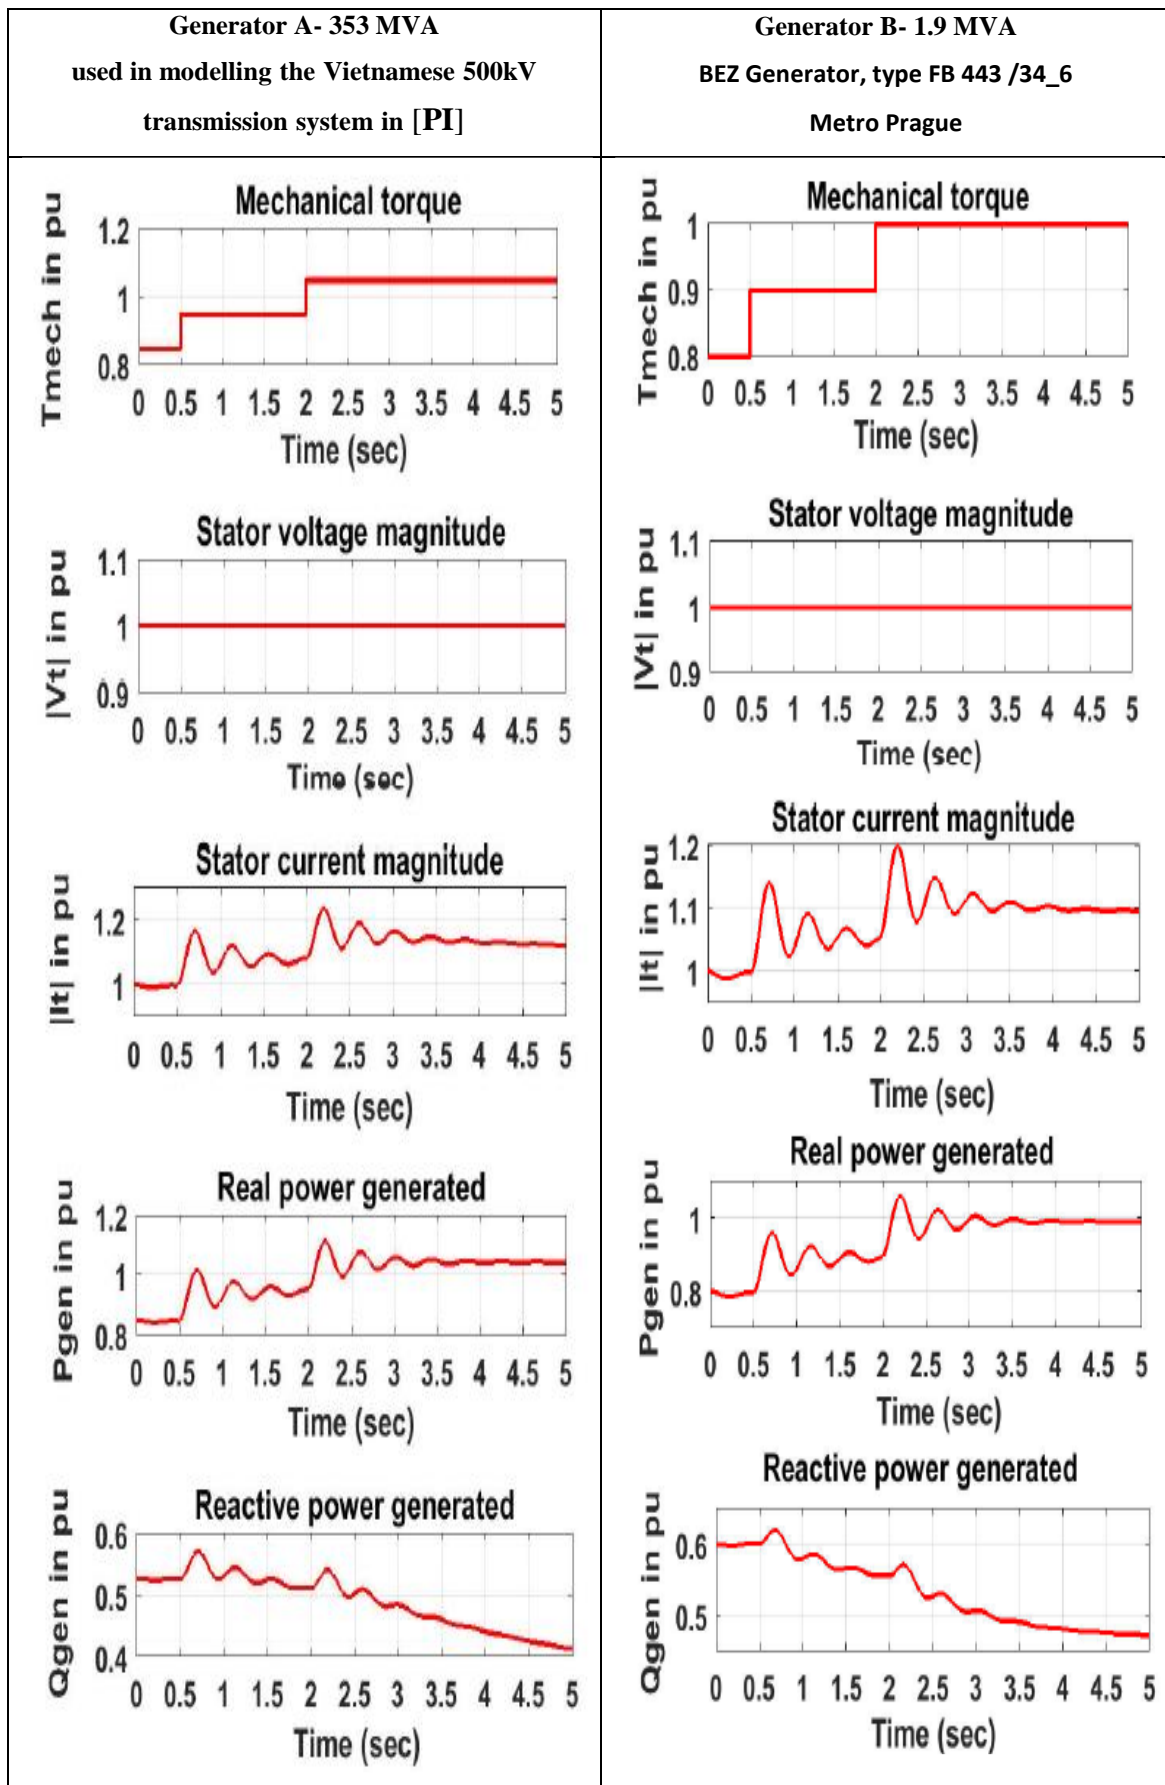 Generator A- 353 MVA
used in modelling the Vietnamese 500kV
transmission system in [PI]
Generator B- 1.9 MVA
BEZ Generator, type FB 443 /34_6
Metro Prague
Mechanical torque
Tmech in pu
1.2
1
0.8
0 0.5 1 1.5 2 2.5 3 3.5 4 4.5 5
Time (sec)
Stator voltage magnitude
|Vt| in pu
1.1
1
0.9
0 0.5 1 1.5 2 2.5 3 3.5 4 4.5 5
Time (sec)
Stator current magnitude
|It| in pu
1.2
1
0 0.5 1 1.5 2 2.5 3 3.5 4 4.5 5
Time (sec)
Real power generated
Pgen in pu
1.2
1
0.8
0 0.5 1 1.5 2 2.5 3 3.5 4 4.5 5
Time (sec)
Reactive power generated
Qgen in pu
0.6
0.5
0.4
0 0.5 1 1.5 2 2.5 3 3.5 4 4.5 5
Time (sec)
Mechanical torque
Tmech in pu
1
0.9
0.8
0 0.5 1 1.5 2 2.5 3 3.5 4 4.5 5
Time (sec)
Stator voltage magnitude
|Vt| in pu
1.1
1
0.9
0 0.5 1 1.5 2 2.5 3 3.5 4 4.5 5
Time (sec)
Stator current magnitude
|It| in pu
1.2
1.1
1
0 0.5 1 1.5 2 2.5 3 3.5 4 4.5 5
Time (sec)
Real power generated
Pgen in pu
1
0.8
0 0.5 1 1.5 2 2.5 3 3.5 4 4.5 5
Time (sec)
Reactive power generated
Qgen in pu
0.6
0.5
0 0.5 1 1.5 2 2.5 3 3.5 4 4.5 5
Time (sec)